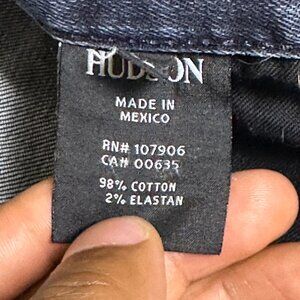 HUDSON
MADE IN
MEXICO
RN# 107906
CA# 00635
98% COTTON
2% ELASTAN